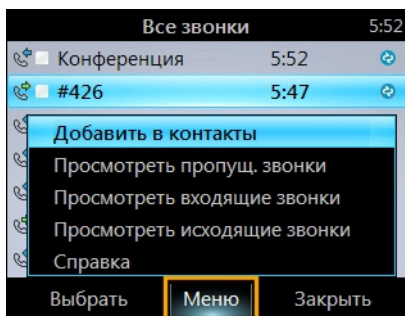 Все звонки 5:52
Конференция 5:52
#426 5:47
Добавить в контакты
Просмотреть пропущ. звонки
Просмотреть входящие звонки
Просмотреть исходящие звонки
Справка
Выбрать Меню Закрыть